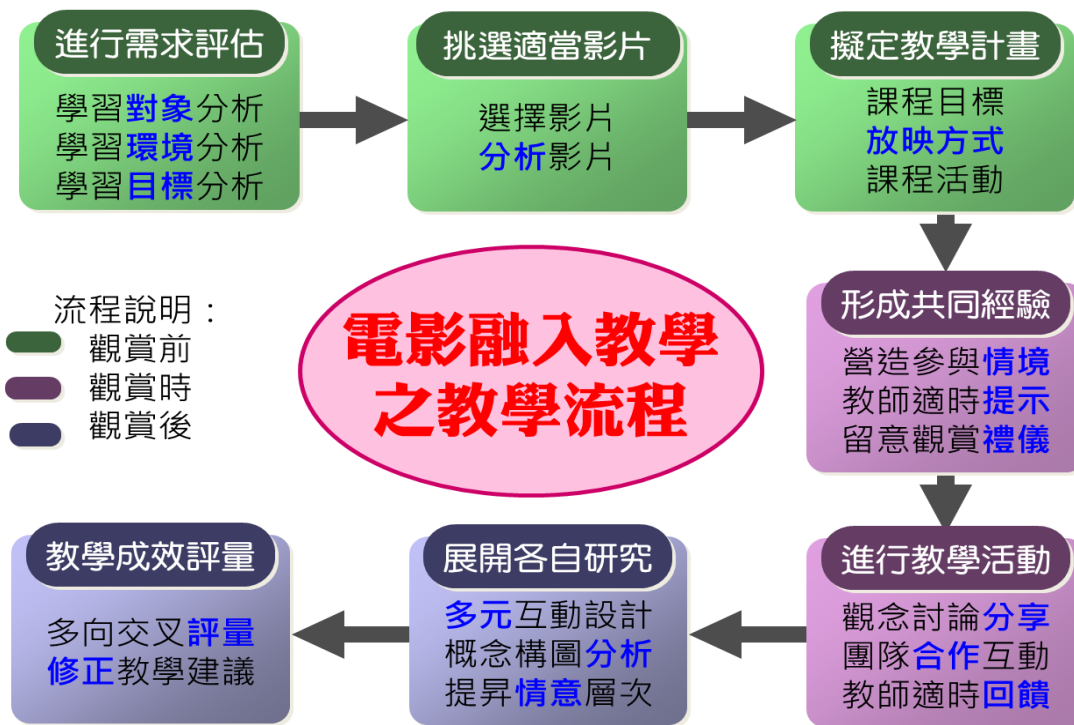 進行需求評估
學習對象分析
學習環境分析
學習目標分析
挑選適當影片
選擇影片
分析影片
擬定教學計畫
課程目標
放映方式
課程活動
形成共同經驗
營造參與情境
教師適時提示
留意觀賞禮儀
進行教學活動
觀念討論分享
團隊合作互動
教師適時回饋
展開各自研究
多元互動設計
概念構圖分析
提昇情意層次
教學成效評量
多向交叉評量
修正教學建議
電影融入教學
之教學流程
流程說明：
觀賞前
觀賞時
觀賞後